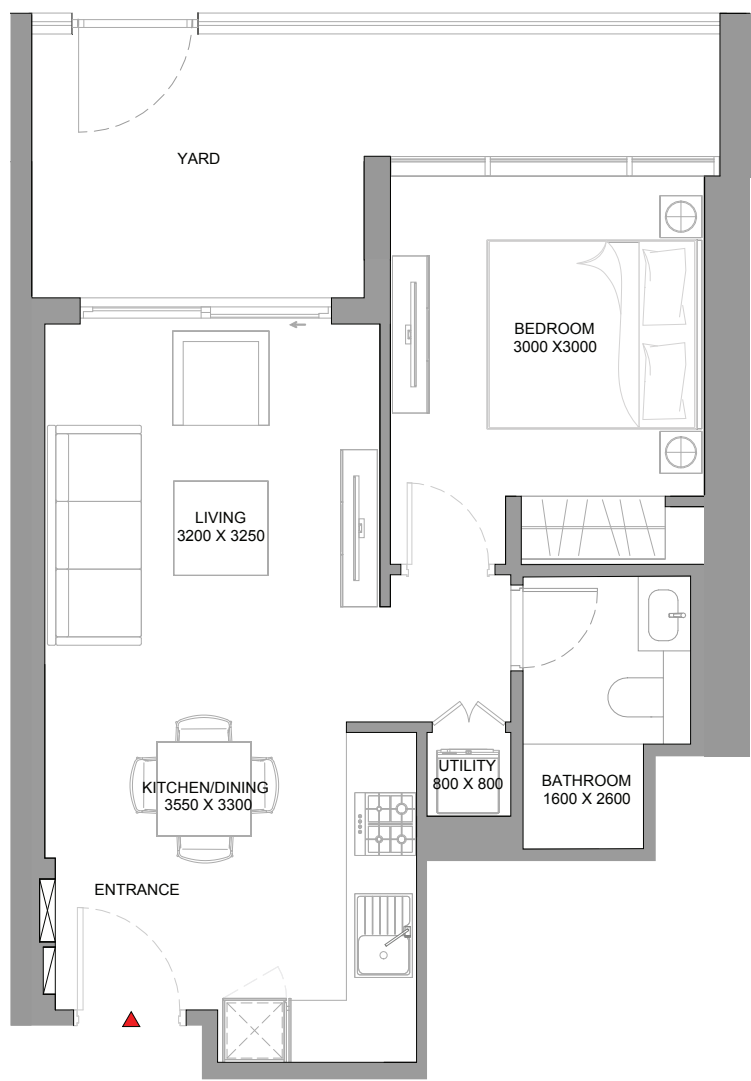 YARD
BEDROOM
3000 X3000
LIVING
3200 X 3250
UTILITY
800 X 800
BATHROOM
1600 X 2600
KITCHEN/DINING
3550 X 3300
ENTRANCE